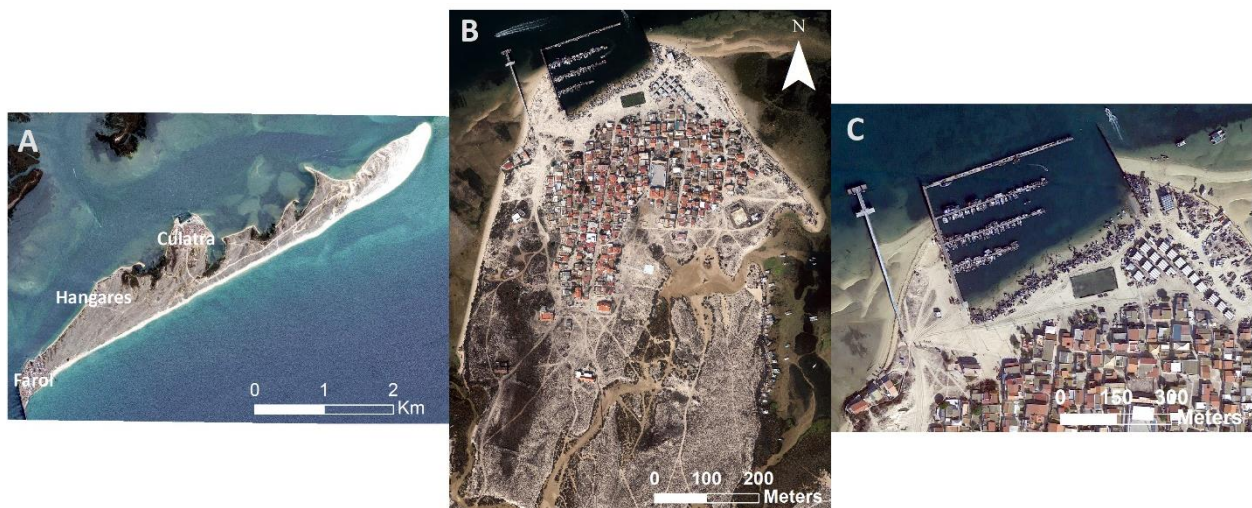 A
Culatra
Hangares
Farol
0 1 2
Km
B
N
0 100 200
Meters
C
0 150 300
Meters